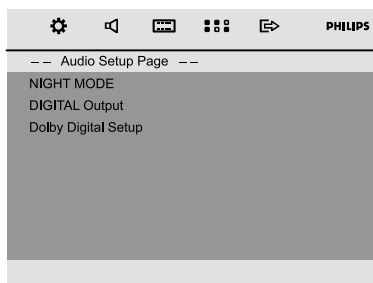 PHILIPS
-- Audio Setup Page --
NIGHT MODE
DIGITAL Output
Dolby Digital Setup